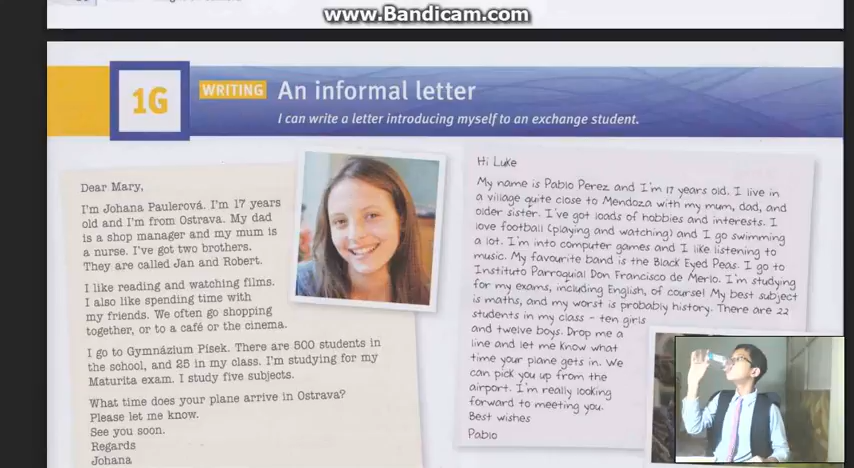 www.Bandicam.com
1G
WRITING
An informal letter
I can write a letter introducing myself to an exchange student.
Dear Mary,
I'm Johana Paulerová. I'm 17 years
old and I'm from Ostrava. My dad
is a shop manager and my mum is
a nurse. I've got two brothers.
They are called Jan and Robert.
I like reading and watching films.
I also like spending time with
my friends. We often go shopping
together, or to a café or the cinema.
I go to Gymnázium Písek. There are 500 students in
the school, and 25 in my class. I'm studying for my
Maturita exam. I study five subjects.
What time does your plane arrive in Ostrava?
Please let me know.
See you soon.
Regards
Johana
Hi Luke
My name is Pablo Perez and I'm 17 years old. I live in
a village quite close to Mendoza with my mum, dad, and
older sister. I've got loads of hobbies and interests. I
love football (playing and watching) and I go swimming
a lot. I'm into computer games and I like listening to
music. My favourite band is the Black Eyed Peas. I go to
Instituto Parroquial Don Francisco de Merlo. I'm studying
for my exams, including English, of course! My best subject
is maths, and my worst is probably history. There are 22
students in my class - ten girls
and twelve boys. Drop me a
line and let me know what
time your plane gets in. We
can pick you up from the
airport. I'm really looking
forward to meeting you.
Best wishes
Pablo